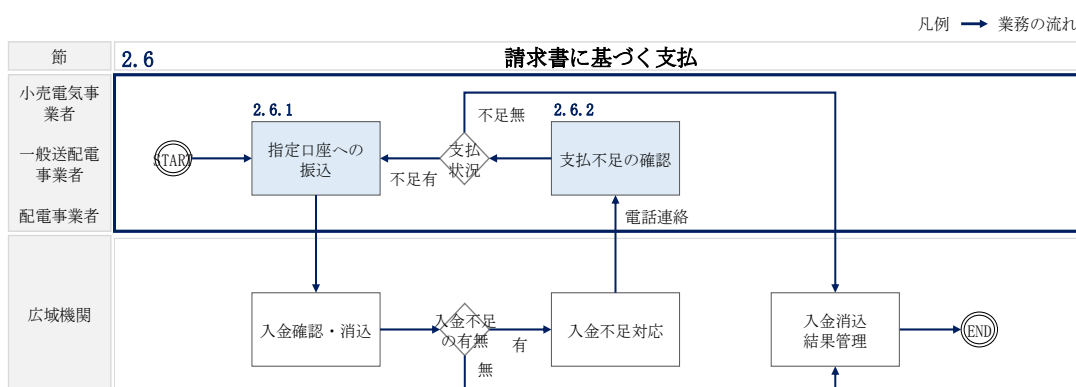 凡例 業務の流れ
節 2.6 請求書に基づく支払
小売電気事
業者
一般送配電
事業者
配電事業者
START
2.6.1
指定口座への
振込
不足有
支払
状況
不足無
2.6.2
支払不足の確認
電話連絡
広域機関
入金確認・消込
入金不足
の有無
有
無
入金不足対応
入金消込
結果管理
END